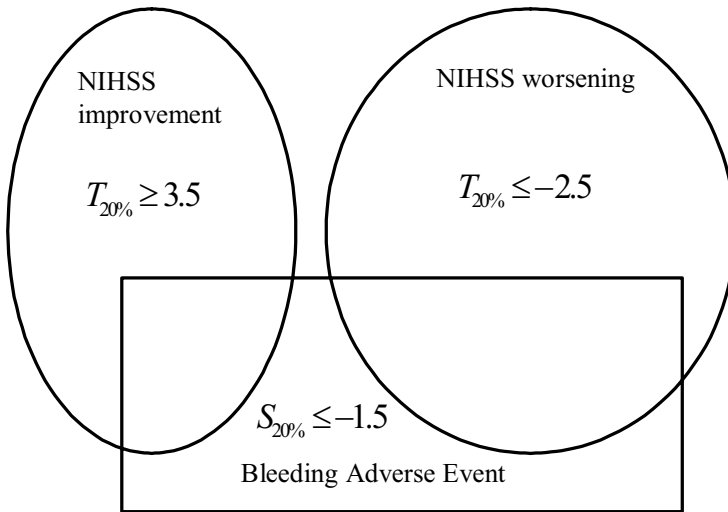 NIHSS
improvement
NIHSS worsening
T20% ≥ 3.5
T20% ≤ −2.5
S20% ≤ −1.5
Bleeding Adverse Event